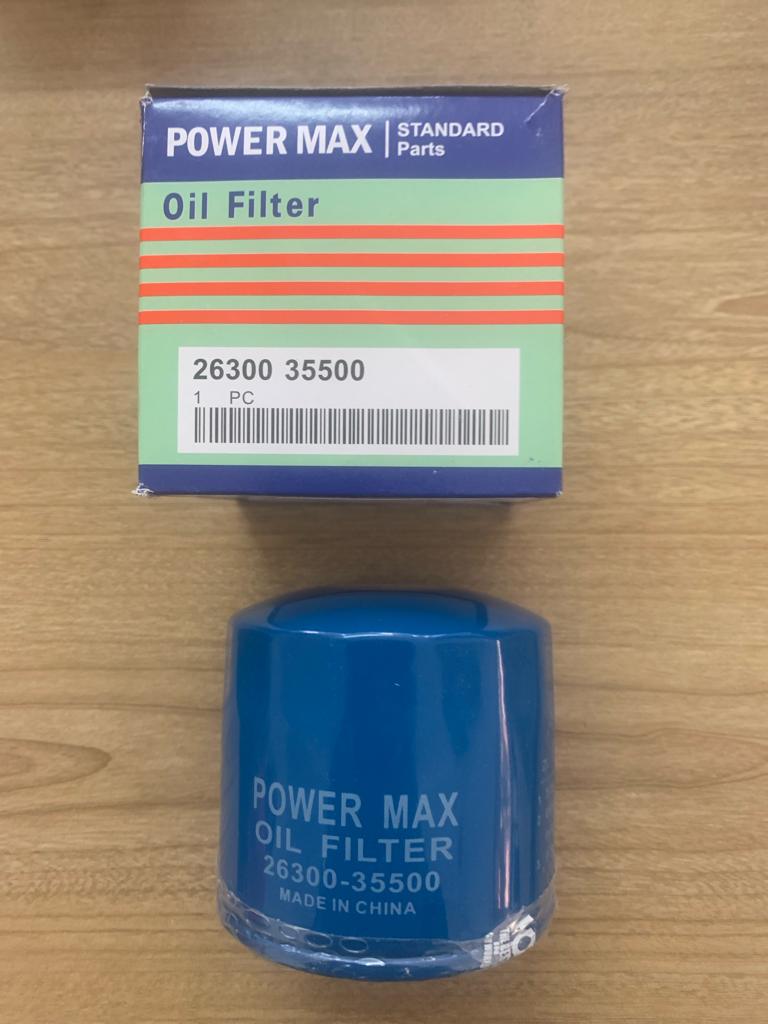 POWER MAX | STANDARD Parts
Oil Filter
26300 35500
1 PC
POWER MAX
OIL FILTER
26300-35500
MADE IN CHINA